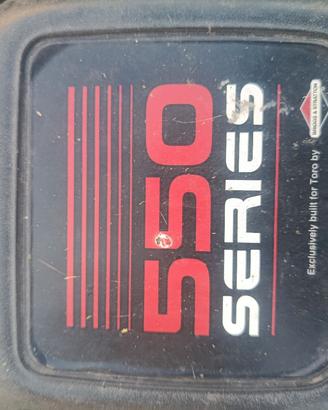 550
SERIES
Exclusively built for Toro by
BRIGGS & STRATTON